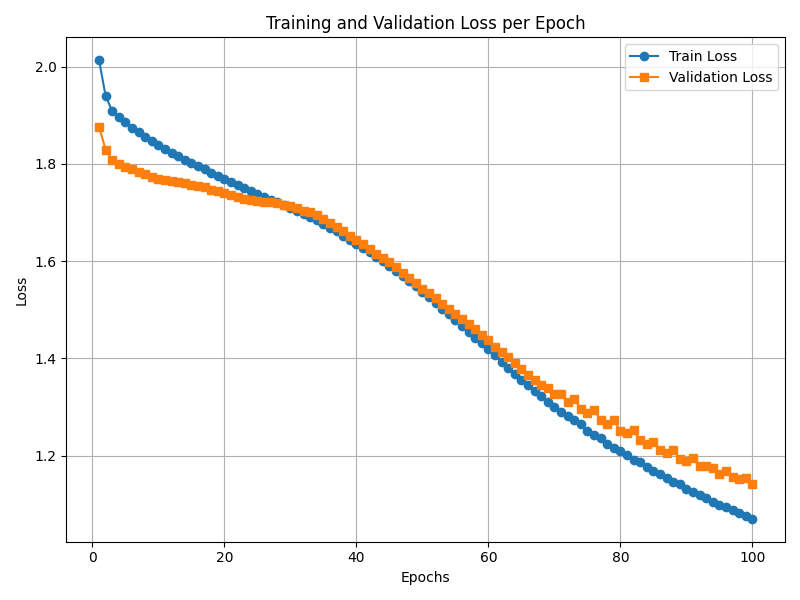 Training and Validation Loss per Epoch
Train Loss
Validation Loss
2.0
1.8
1.6
1.4
1.2
Loss
0 20 40 60 80 100
Epochs